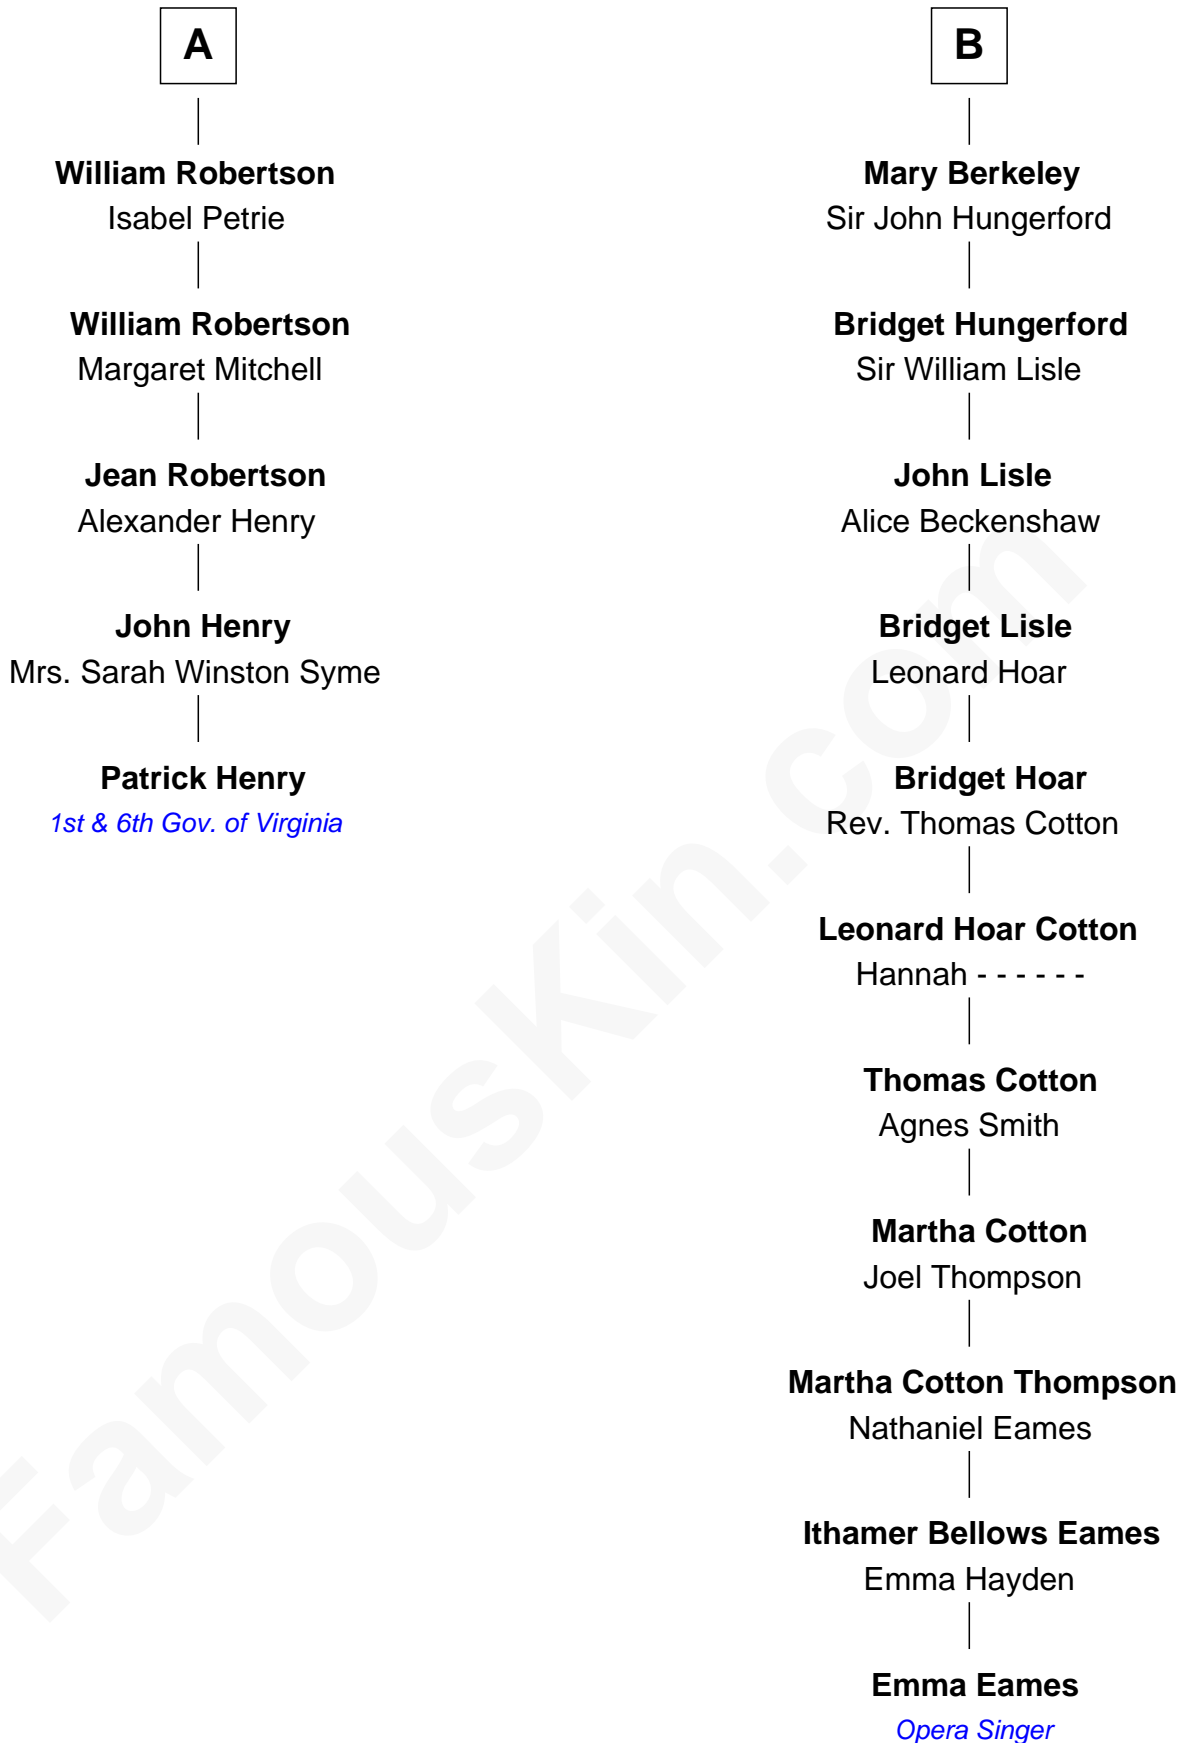 A
William Robertson
Isabel Petrie
William Robertson
Margaret Mitchell
Jean Robertson
Alexander Henry
John Henry
Mrs. Sarah Winston Syme
Patrick Henry
1st & 6th Gov. of Virginia
B
Mary Berkeley
Sir John Hungerford
Bridget Hungerford
Sir William Lisle
John Lisle
Alice Beckenshaw
Bridget Lisle
Leonard Hoar
Bridget Hoar
Rev. Thomas Cotton
Leonard Hoar Cotton
Hannah - - - - - -
Thomas Cotton
Agnes Smith
Martha Cotton
Joel Thompson
Martha Cotton Thompson
Nathaniel Eames
Ithamer Bellows Eames
Emma Hayden
Emma Eames
Opera Singer
FamousKin.com